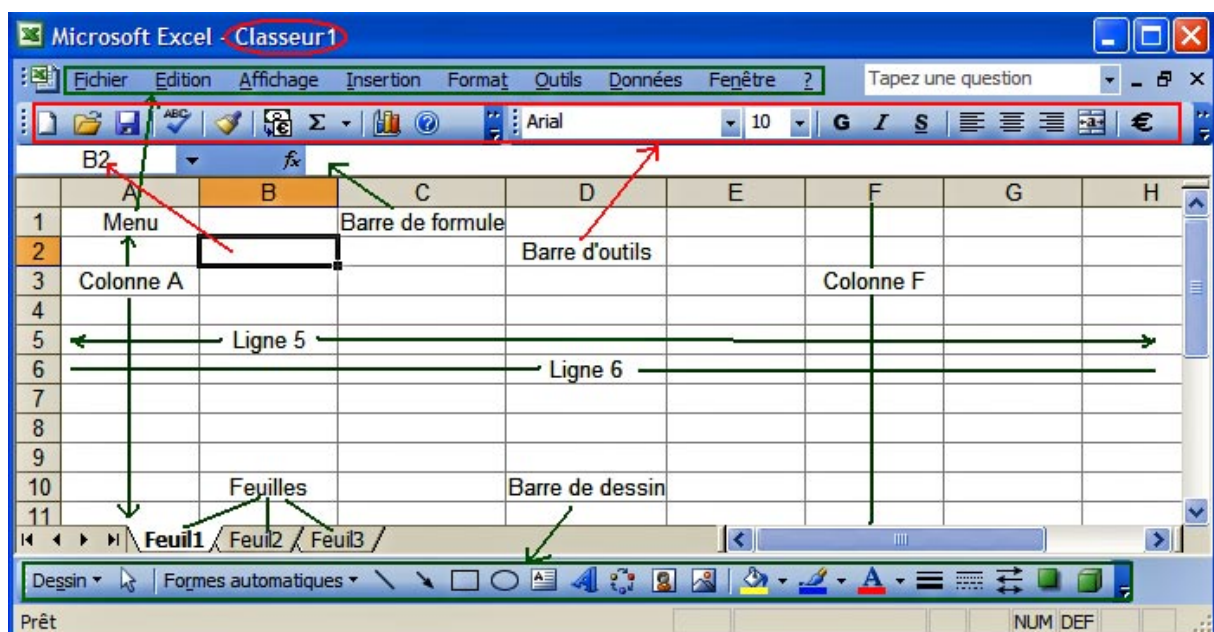 Microsoft Excel - Classeur1
Fichier Edition Affichage Insertion Format Outils Données Fenêtre ? Tapez une question
ABC Σ Arial 10 G I S a €
B2 fx
A B C D E F G H
1 Menu Barre de formule
2 Barre d'outils
3 Colonne A Colonne F
4
5 Ligne 5
6 Ligne 6
7
8
9
10 Feuilles Barre de dessin
11
Feuil1 Feuil2 Feuil3
Dessin Formes automatiques A
Prêt NUM DEF